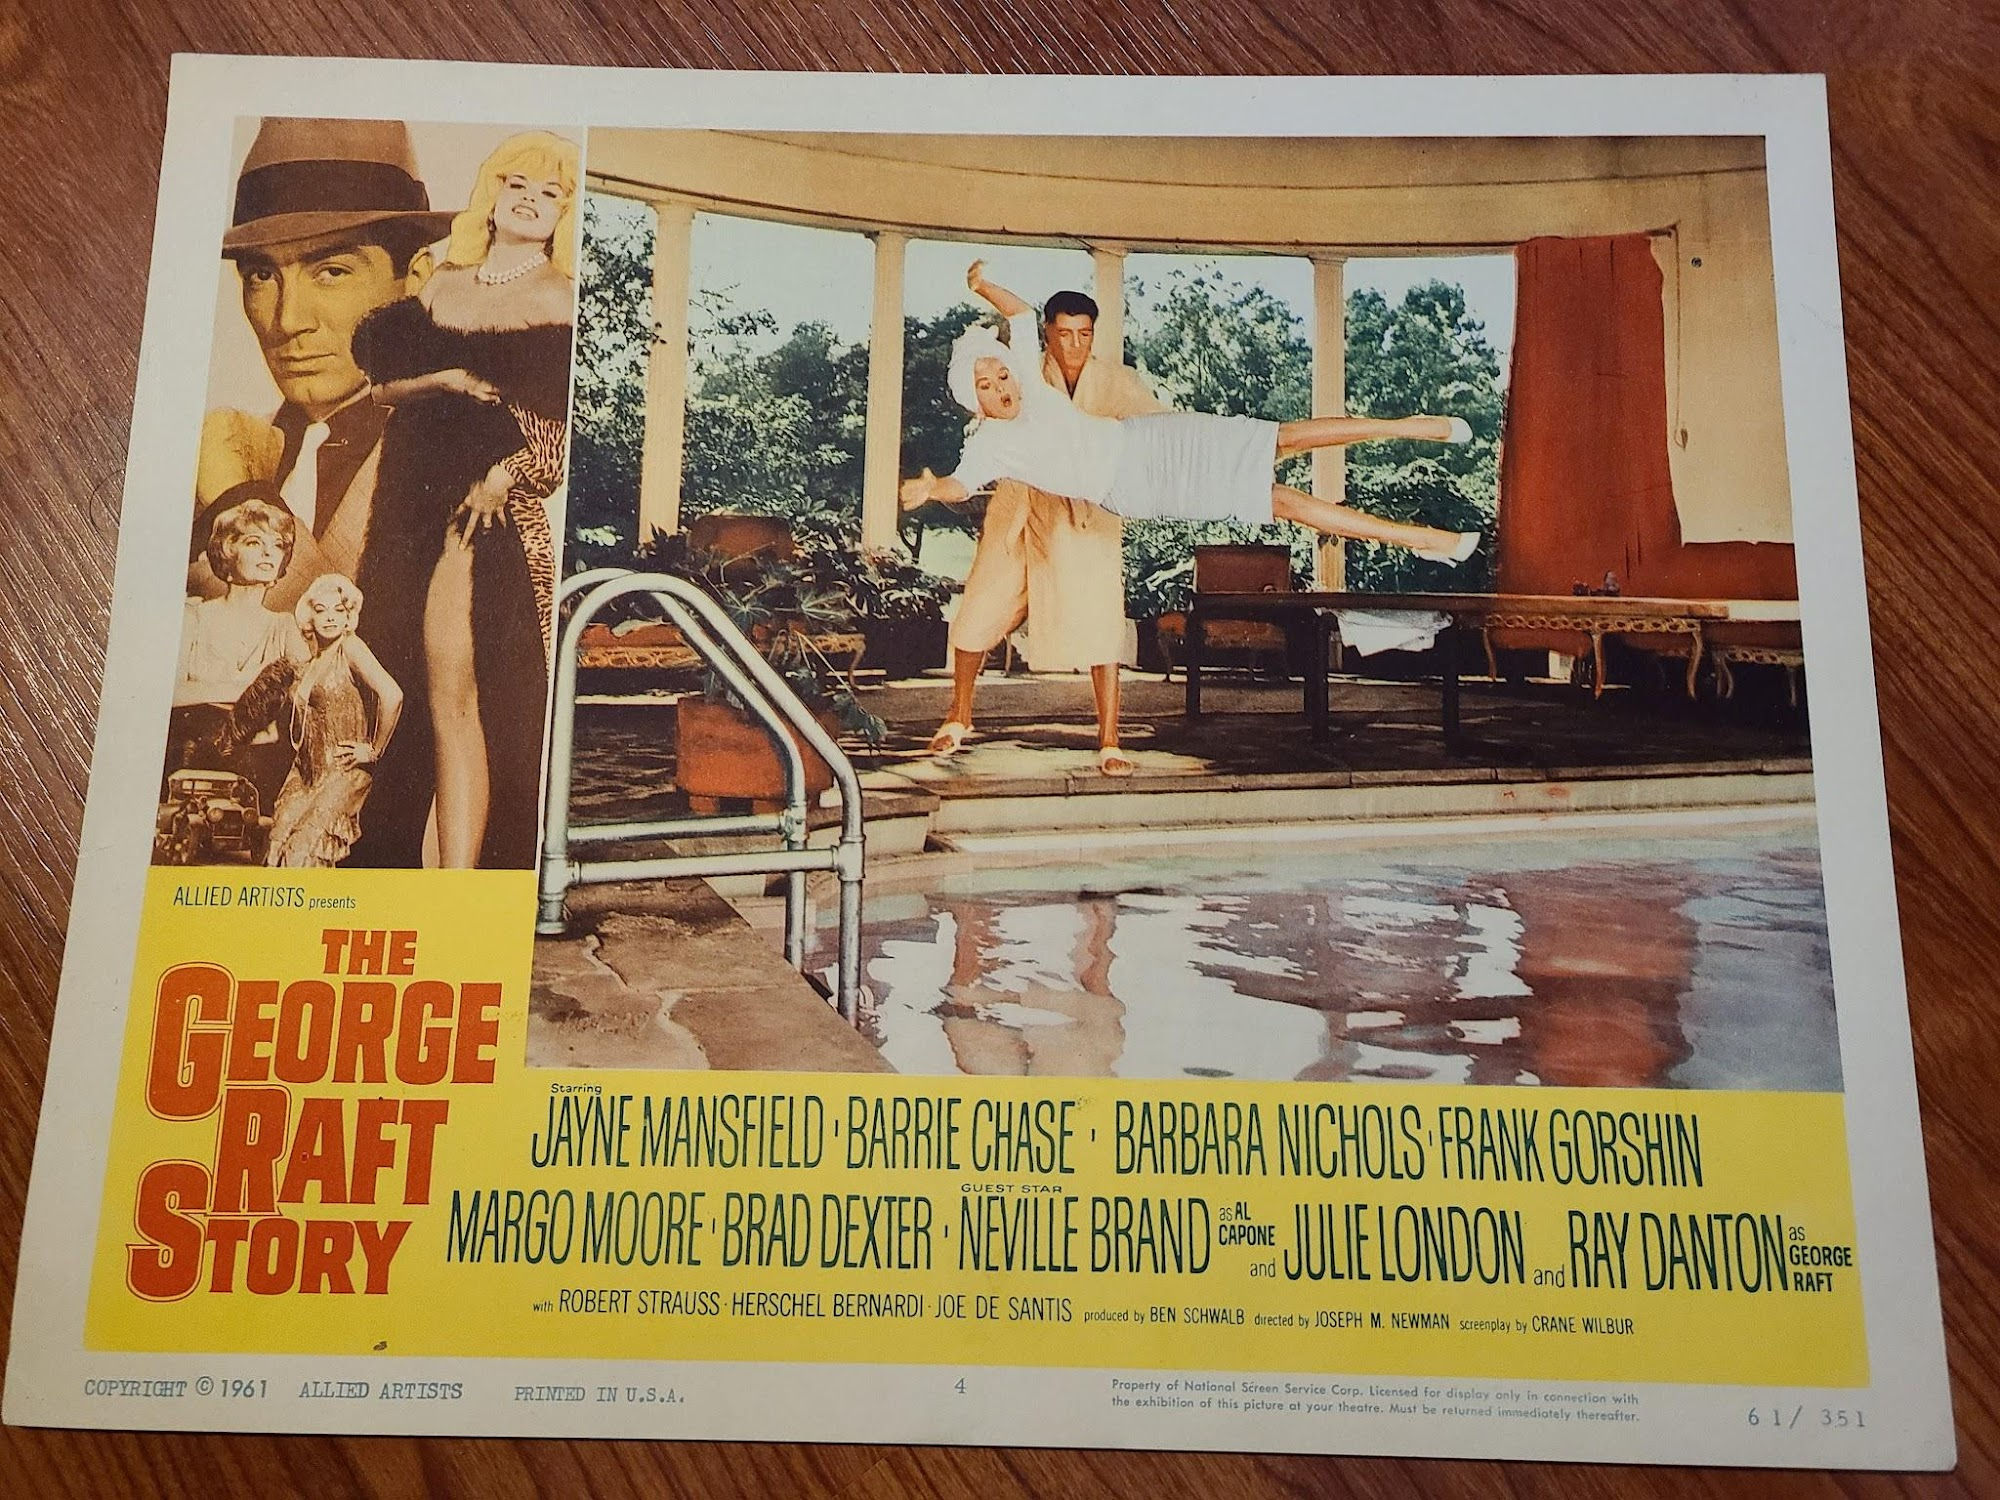 ALLIED ARTISTS presents
THE
GEORGE
RAFT
STORY
Starring
JAYNE MANSFIELD · BARRIE CHASE · BARBARA NICHOLS · FRANK GORSHIN
GUEST STAR
MARGO MOORE · BRAD DEXTER · NEVILLE BRAND as AL CAPONE and JULIE LONDON and RAY DANTON as GEORGE RAFT
with ROBERT STRAUSS · HERSCHEL BERNARDI · JOE DE SANTIS produced by BEN SCHWALB directed by JOSEPH M. NEWMAN screenplay by CRANE WILBUR
COPYRIGHT © 1961 ALLIED ARTISTS PRINTED IN U.S.A.
4
Property of National Screen Service Corp. Licensed for display only in connection with
the exhibition of this picture at your theatre. Must be returned immediately thereafter.
61/351